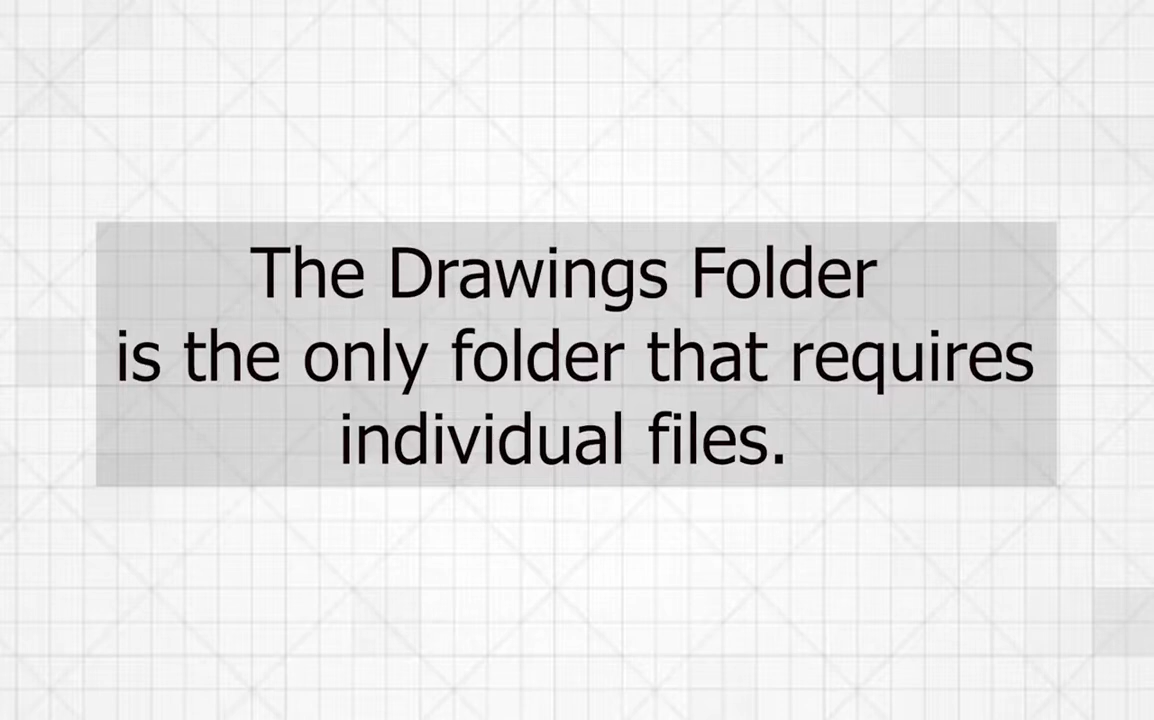 The Drawings Folder
is the only folder that requires
individual files.